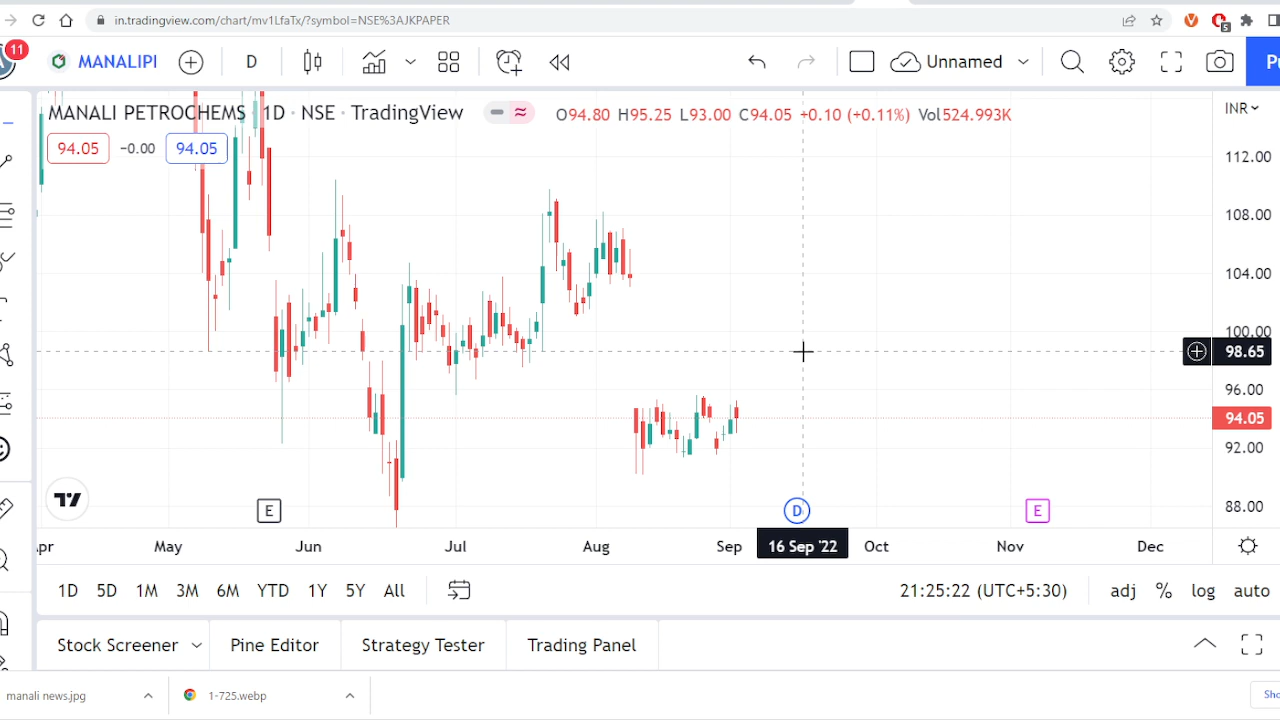 in.tradingview.com/chart/mv1LfaTx/?symbol=NSE%3AJKPAPER
5
11
MANALIPI
D
Unnamed
MANALI PETROCHEMS · 1D · NSE · TradingView
O94.80 H95.25 L93.00 C94.05 +0.10 (+0.11%) Vol524.993K
INR
94.05
−0.00
94.05
112.00
108.00
104.00
100.00
98.65
96.00
94.05
92.00
88.00
E
D
E
May
Jun
Jul
Aug
Sep
16 Sep '22
Oct
Nov
Dec
1D 5D 1M 3M 6M YTD 1Y 5Y All
21:25:22 (UTC+5:30)
adj % log auto
Stock Screener
Pine Editor
Strategy Tester
Trading Panel
manali news.jpg
1-725.webp